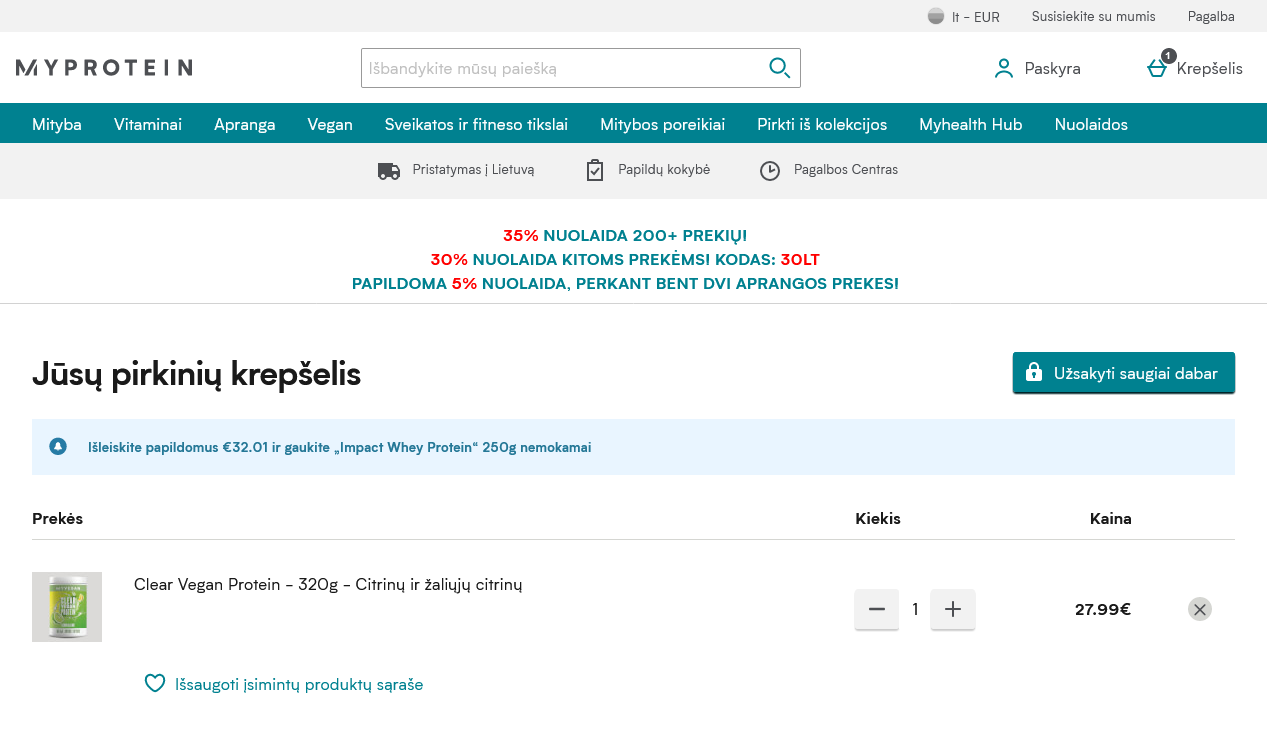 lt - EUR
Susisiekite su mumis
Pagalba
MYPROTEIN
Išbandykite mūsų paiešką
Paskyra
1
Krepšelis
Mityba
Vitaminai
Apranga
Vegan
Sveikatos ir fitneso tikslai
Mitybos poreikiai
Pirkti iš kolekcijos
Myhealth Hub
Nuolaidos
Pristatymas į Lietuvą
Papildų kokybė
Pagalbos Centras
35% NUOLAIDA 200+ PREKIŲ!
30% NUOLAIDA KITOMS PREKĖMS! KODAS: 30LT
PAPILDOMA 5% NUOLAIDA, PERKANT BENT DVI APRANGOS PREKES!
Jūsų pirkinių krepšelis
Užsakyti saugiai dabar
Išleiskite papildomus €32.01 ir gaukite „Impact Whey Protein“ 250g nemokamai
Prekės
Kiekis
Kaina
Clear Vegan Protein - 320g - Citrinų ir žaliųjų citrinų
1
27.99€
Išsaugoti įsimintų produktų sąraše